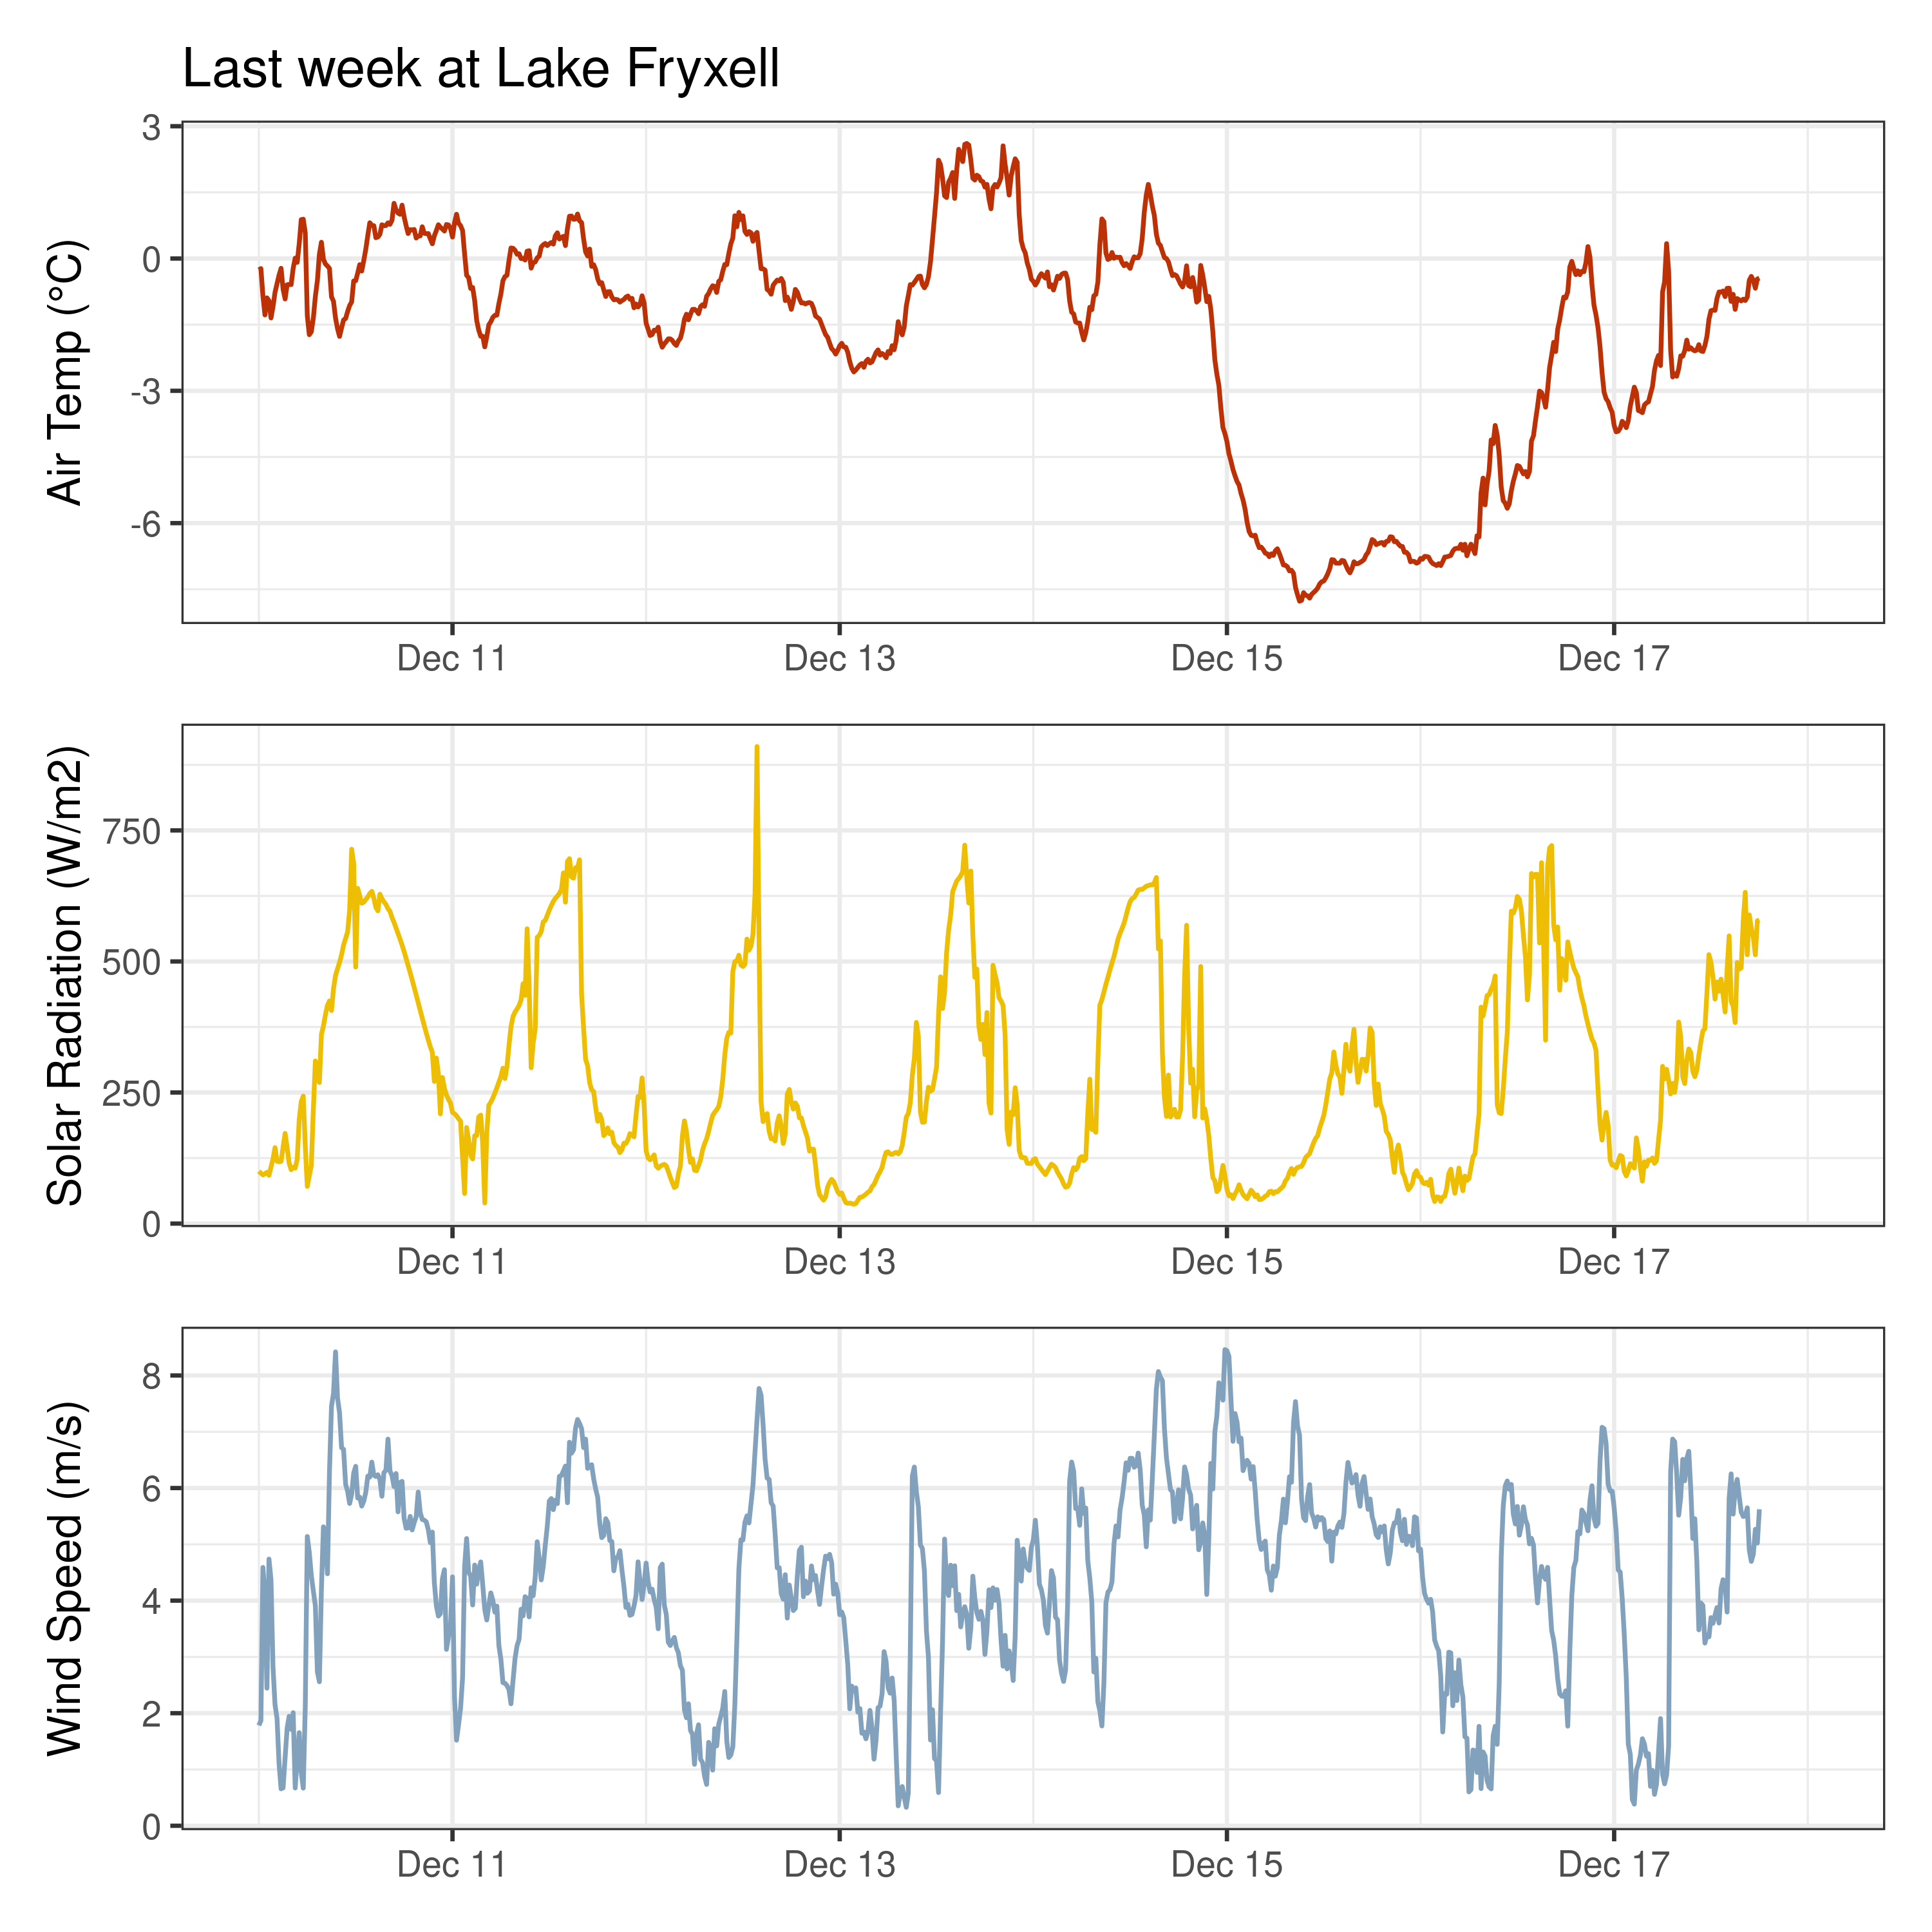 Last week at Lake Fryxell
Air Temp (°C)
3
0
-3
-6
Dec 11 Dec 13 Dec 15 Dec 17
Solar Radiation (W/m2)
750
500
250
0
Dec 11 Dec 13 Dec 15 Dec 17
Wind Speed (m/s)
8
6
4
2
0
Dec 11 Dec 13 Dec 15 Dec 17